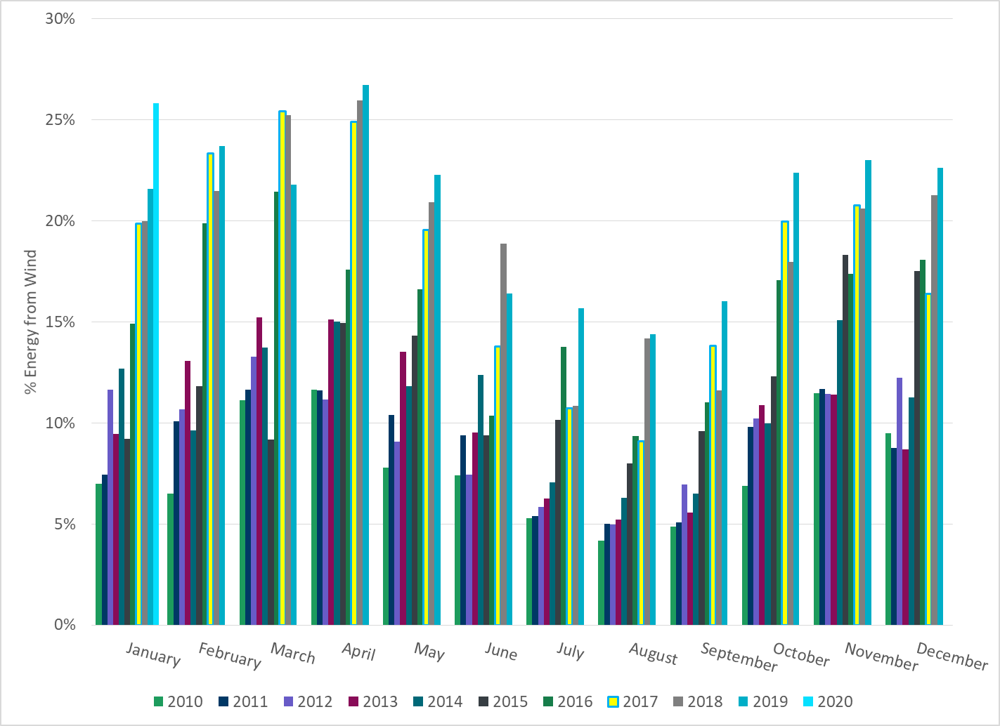 30%
25%
20%
15%
10%
5%
0%
% Energy from Wind
January February March April May June July August September October November December
2010 2011 2012 2013 2014 2015 2016 2017 2018 2019 2020